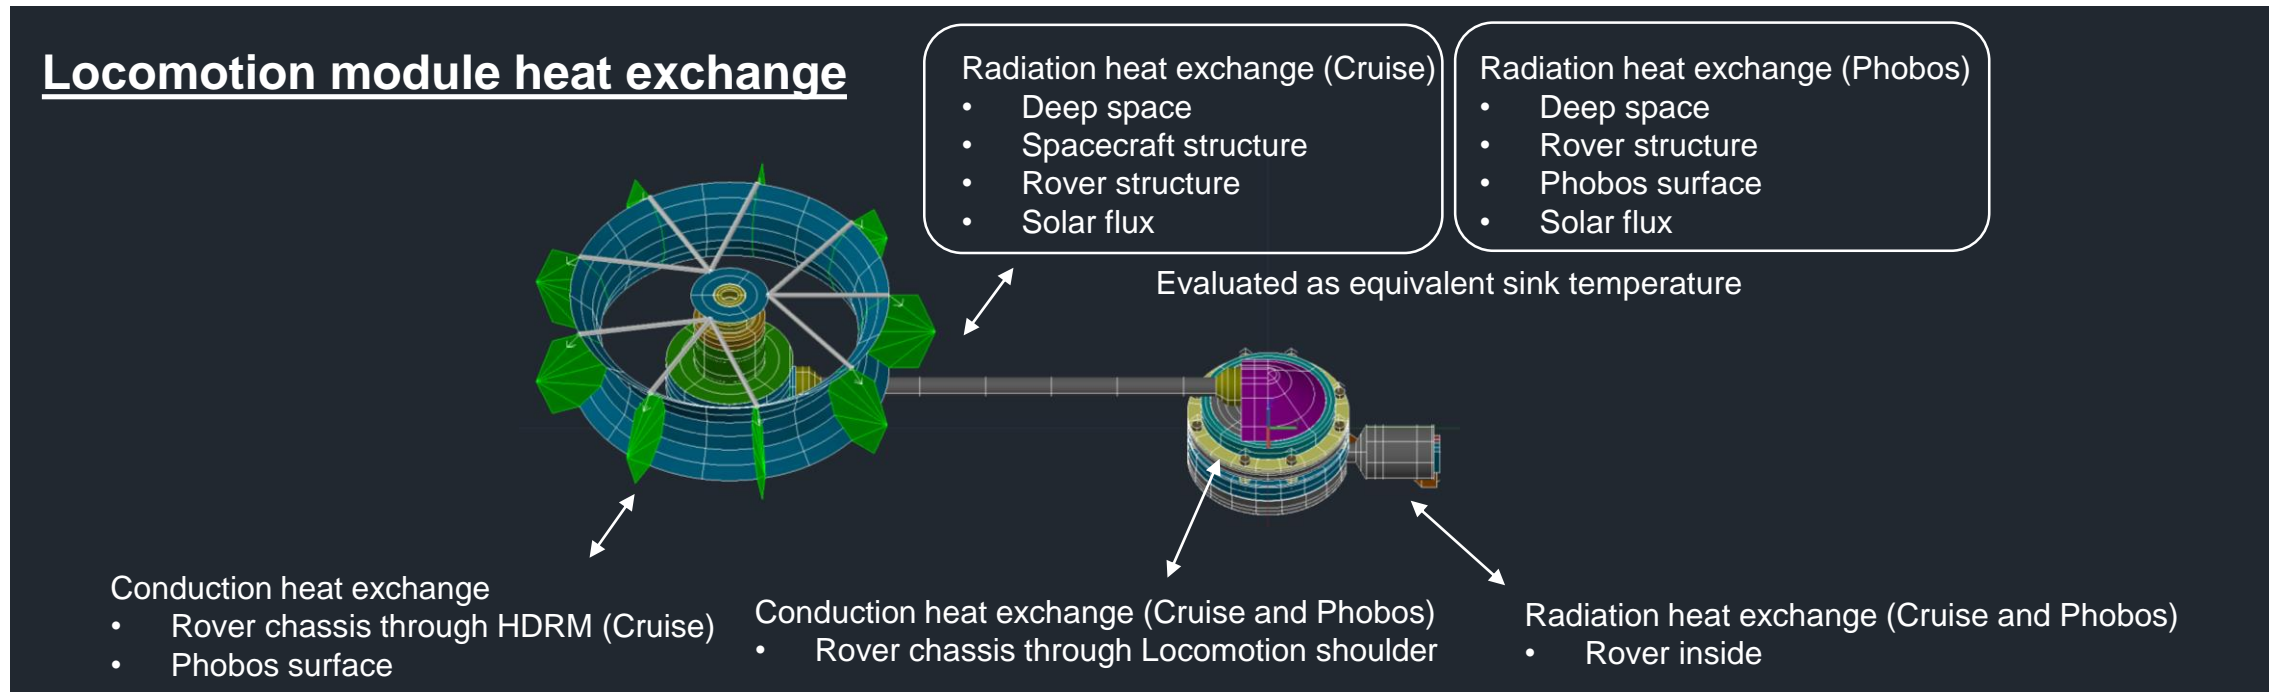 Locomotion module heat exchange
Radiation heat exchange (Cruise)
• Deep space
• Spacecraft structure
• Rover structure
• Solar flux
Radiation heat exchange (Phobos)
• Deep space
• Rover structure
• Phobos surface
• Solar flux
Evaluated as equivalent sink temperature
Conduction heat exchange
• Rover chassis through HDRM (Cruise)
• Phobos surface
Conduction heat exchange (Cruise and Phobos)
• Rover chassis through Locomotion shoulder
Radiation heat exchange (Cruise and Phobos)
• Rover inside